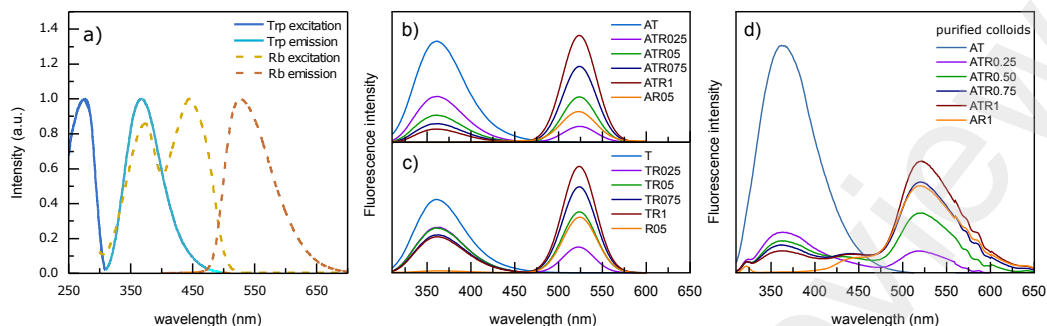 a)
Trp excitation
Trp emission
Rb excitation
Rb emission
1.4
1.2
1.0
0.8
0.6
0.4
0.2
0.0
Intensity (a.u.)
250 350 450 550 650
wavelength (nm)
b)
AT
ATR025
ATR05
ATR075
ATR1
AR05
c)
T
TR025
TR05
TR075
TR1
R05
Fluorescence intensity
350 400 450 500 550 600 650
wavelength (nm)
d)
purified colloids
AT
ATR0.25
ATR0.50
ATR0.75
ATR1
AR1
Fluorescence intensity
350 400 450 500 550 600 650
wavelength (nm)
view